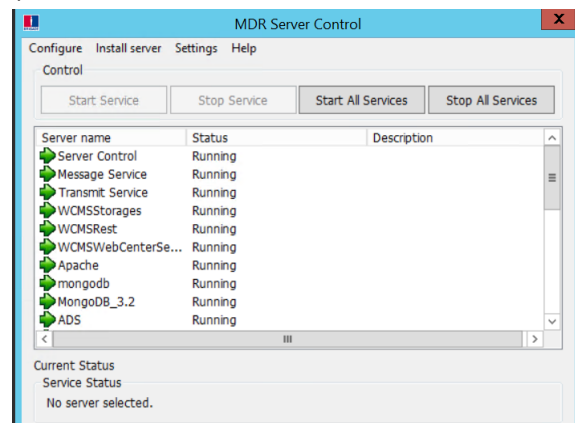 MDR Server Control
Configure Install server Settings Help
Control
Start Service Stop Service Start All Services Stop All Services
Server name Status Description
Server Control Running
Message Service Running
Transmit Service Running
WCMSStorages Running
WCMSRest Running
WCMSWebCenterSe... Running
Apache Running
mongodb Running
MongoDB_3.2 Running
ADS Running
Current Status
Service Status
No server selected.